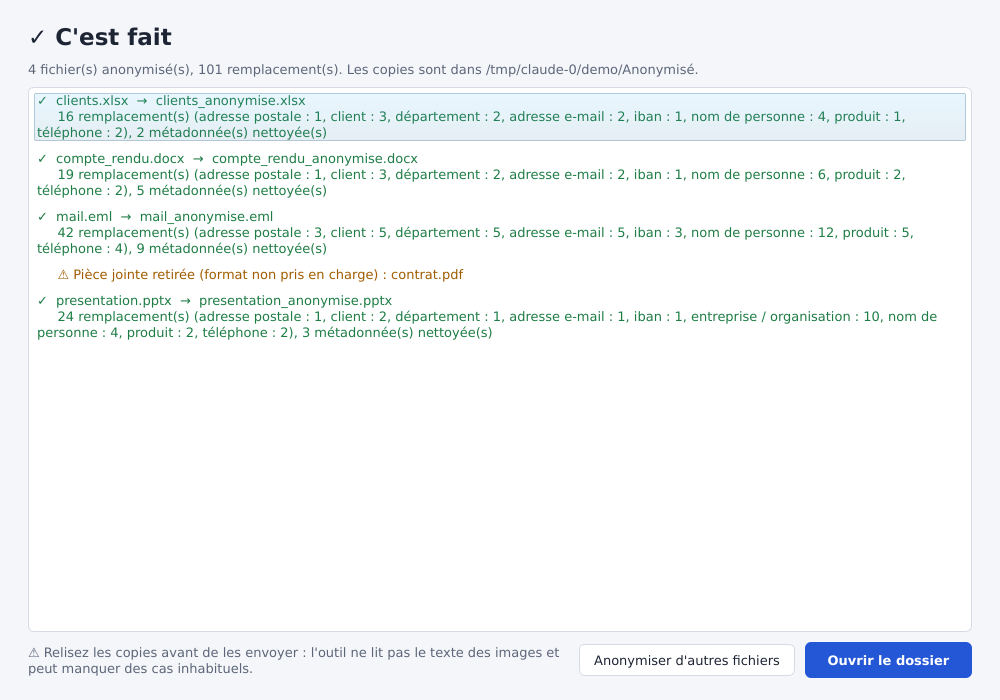 ✓ C'est fait
4 fichier(s) anonymisé(s), 101 remplacement(s). Les copies sont dans /tmp/claude-0/demo/Anonymisé.
✓ clients.xlsx → clients_anonymise.xlsx
16 remplacement(s) (adresse postale : 1, client : 3, département : 2, adresse e-mail : 2, iban : 1, nom de personne : 4, produit : 1,
téléphone : 2), 2 métadonnée(s) nettoyée(s)
✓ compte_rendu.docx → compte_rendu_anonymise.docx
19 remplacement(s) (adresse postale : 1, client : 3, département : 2, adresse e-mail : 2, iban : 1, nom de personne : 6, produit : 2,
téléphone : 2), 5 métadonnée(s) nettoyée(s)
✓ mail.eml → mail_anonymise.eml
42 remplacement(s) (adresse postale : 3, client : 5, département : 5, adresse e-mail : 5, iban : 3, nom de personne : 12, produit : 5,
téléphone : 4), 9 métadonnée(s) nettoyée(s)
⚠ Pièce jointe retirée (format non pris en charge) : contrat.pdf
✓ presentation.pptx → presentation_anonymise.pptx
24 remplacement(s) (adresse postale : 1, client : 2, département : 1, adresse e-mail : 1, iban : 1, entreprise / organisation : 10, nom de
personne : 4, produit : 2, téléphone : 2), 3 métadonnée(s) nettoyée(s)
⚠ Relisez les copies avant de les envoyer : l'outil ne lit pas le texte des images et
peut manquer des cas inhabituels.
Anonymiser d'autres fichiers
Ouvrir le dossier